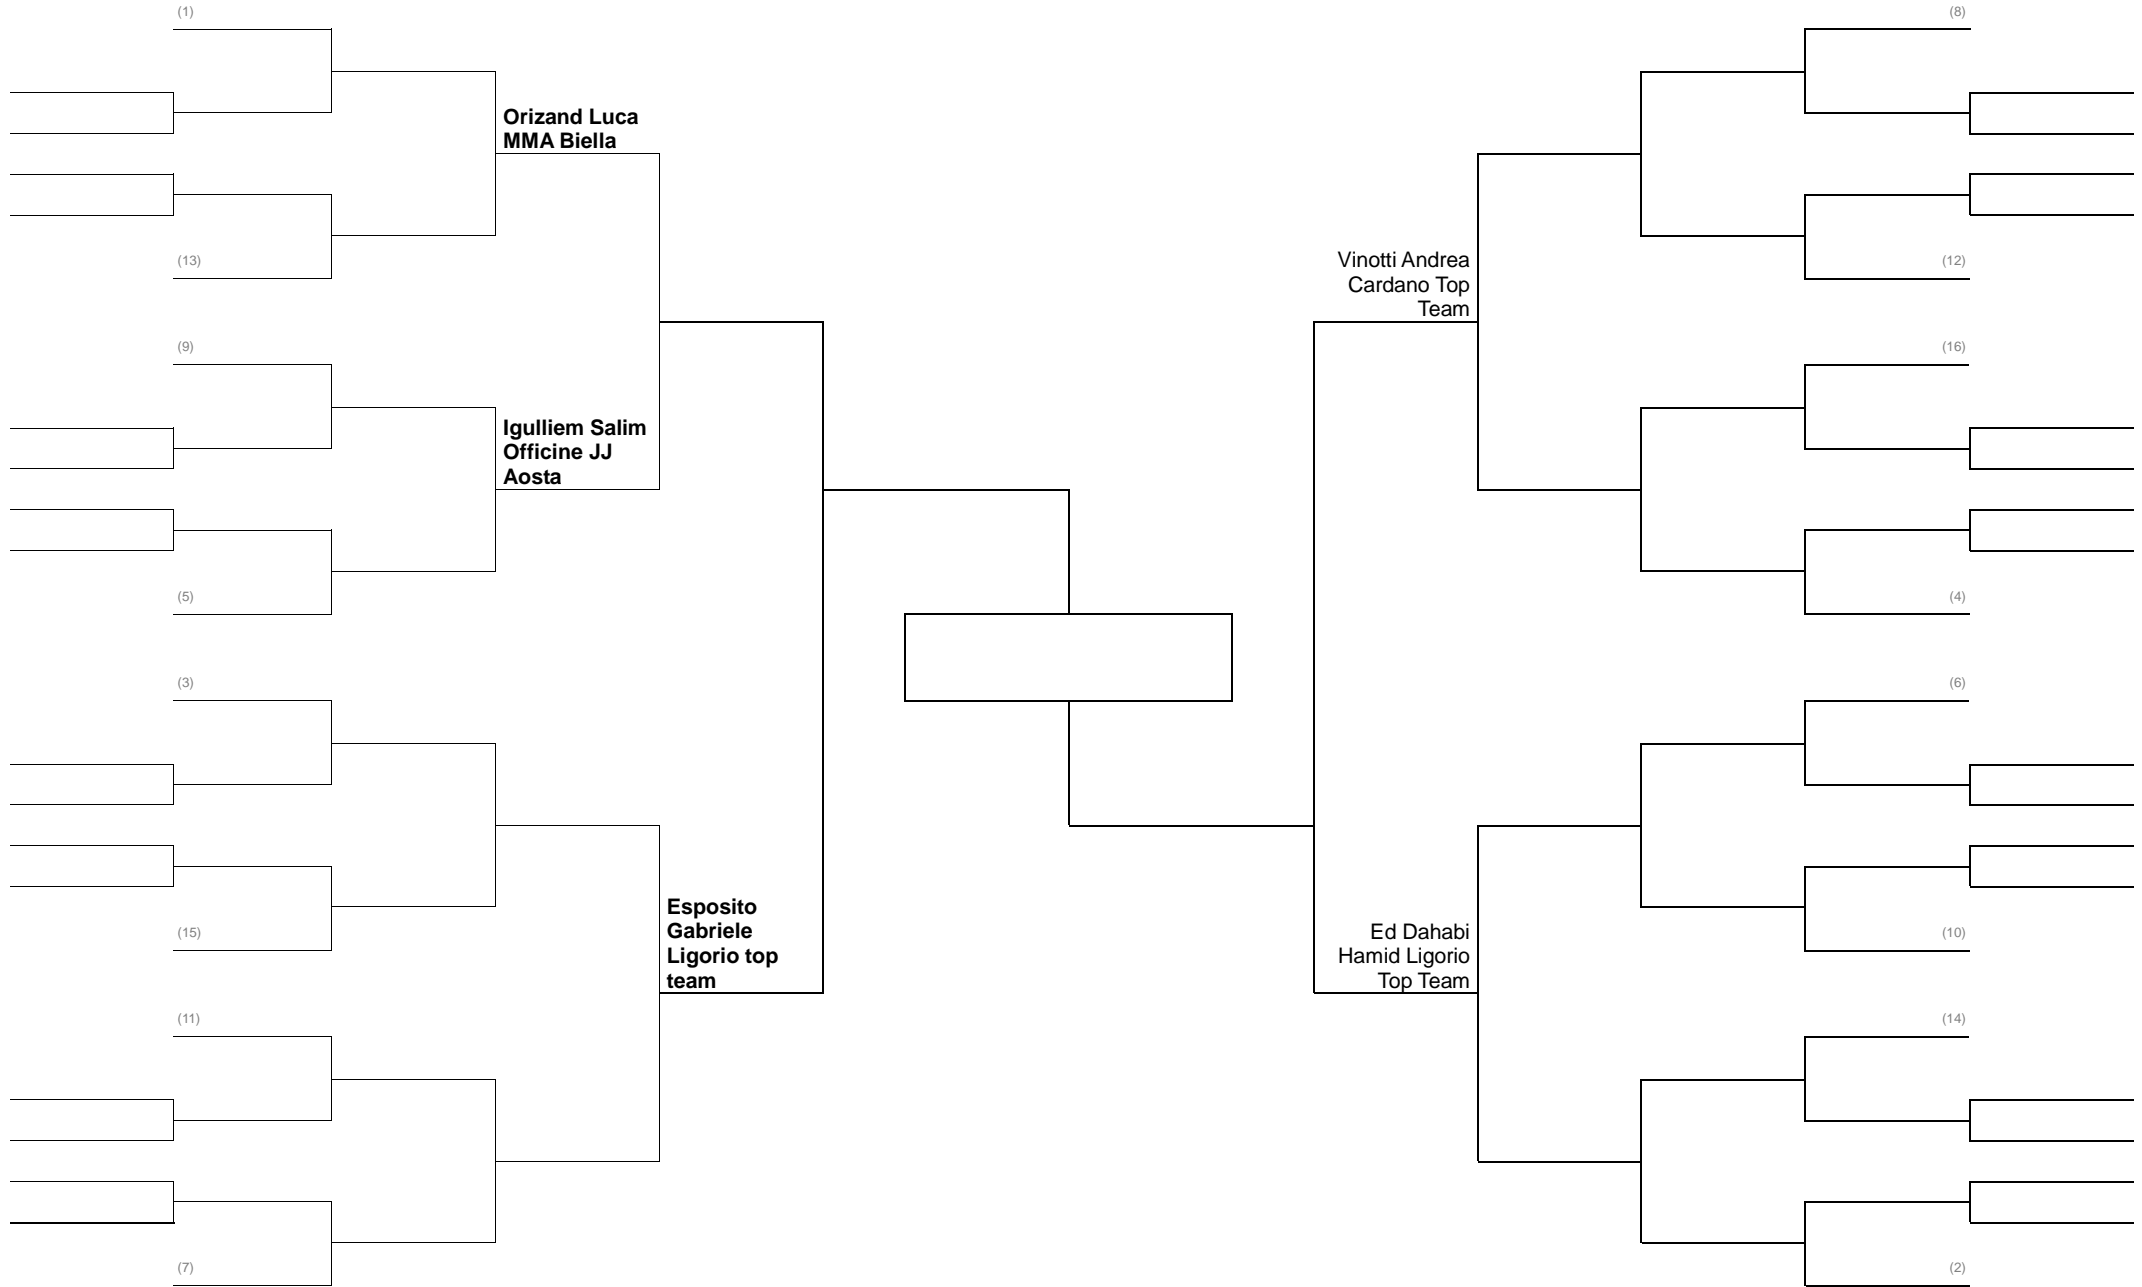 (1)
(8)
Orizand Luca
MMA Biella
(13)
Vinotti Andrea
Cardano Top
Team
(12)
(9)
(16)
Igulliem Salim
Officine JJ
Aosta
(5)
(4)
(3)
(6)
Esposito
Gabriele
Ligorio top
team
(15)
Ed Dahabi
Hamid Ligorio
Top Team
(10)
(11)
(14)
(7)
(2)